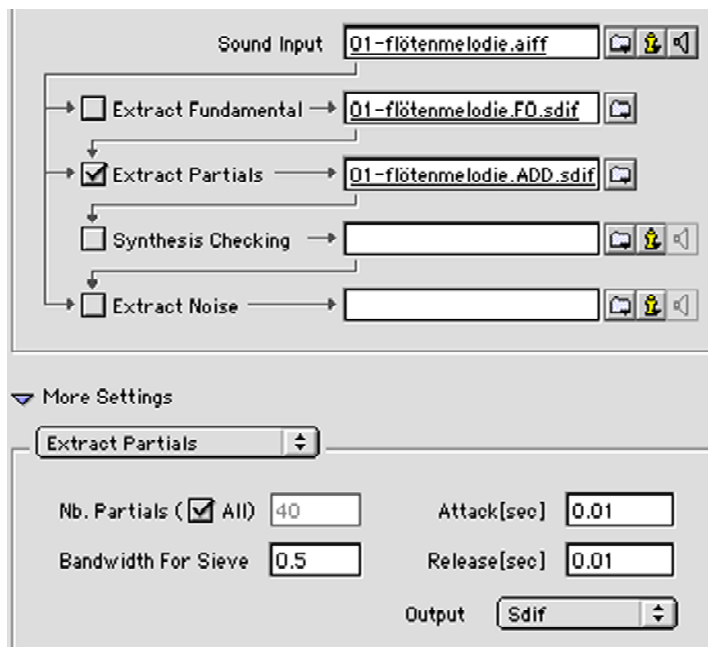 Sound Input 01-flötenmelodie.aiff
Extract Fundamental 01-flötenmelodie.F0.sdif
Extract Partials 01-flötenmelodie.ADD.sdif
Synthesis Checking
Extract Noise
More Settings
Extract Partials
Nb. Partials ( All) 40 Attack[sec] 0.01
Bandwidth For Sieve 0.5 Release[sec] 0.01
Output Sdif